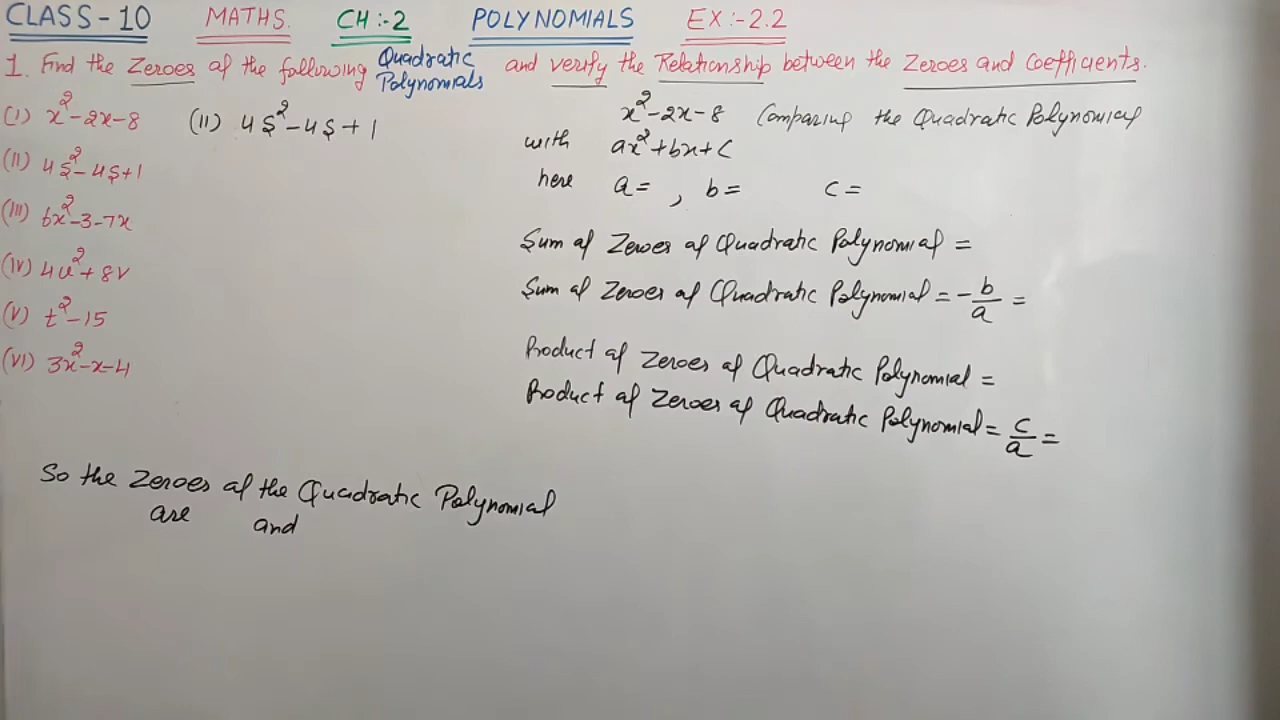 CLASS-10 MATHS. CH:-2 POLYNOMIALS EX:-2.2
1. Find the Zeroes of the following Quadratic Polynomials and verify the Relationship between the Zeroes and Coefficients.
(I) x²-2x-8
(II) 4s²-4s+1
(III) 6x²-3-7x
(IV) 4u²+8v
(V) t²-15
(VI) 3x²-x-4
(II) 4s²-4s+1
So the Zeroes of the Quadratic Polynomial
are and
x²-2x-8 Comparing the Quadratic Polynomial
with ax²+bx+c
here a= , b= c=
Sum of Zeroes of Quadratic Polynomial =
Sum of Zeroes of Quadratic Polynomial = -b/a =
Product of Zeroes of Quadratic Polynomial =
Product of Zeroes of Quadratic Polynomial = c/a =